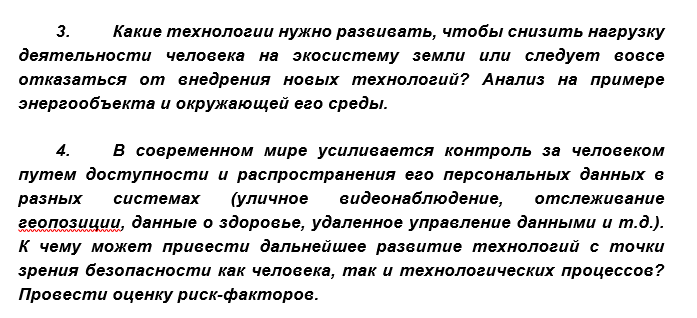 3. Какие технологии нужно развивать, чтобы снизить нагрузку
деятельности человека на экосистему земли или следует вовсе
отказаться от внедрения новых технологий? Анализ на примере
энергообъекта и окружающей его среды.
4. В современном мире усиливается контроль за человеком
путем доступности и распространения его персональных данных в
разных системах (уличное видеонаблюдение, отслеживание
геопозиции, данные о здоровье, удаленное управление данными и т.д.).
К чему может привести дальнейшее развитие технологий с точки
зрения безопасности как человека, так и технологических процессов?
Провести оценку риск-факторов.